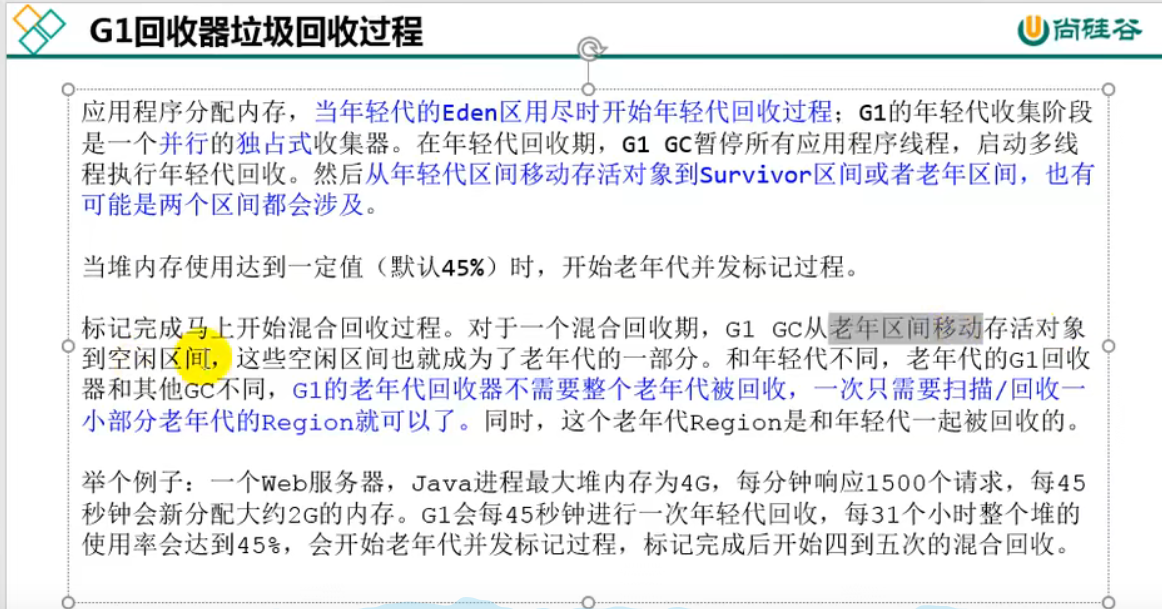 G1回收器垃圾回收过程
尚硅谷
应用程序分配内存，当年轻代的Eden区用尽时开始年轻代回收过程；G1的年轻代收集阶段
是一个并行的独占式收集器。在年轻代回收期，G1 GC暂停所有应用程序线程，启动多线
程执行年轻代回收。然后从年轻代区间移动存活对象到Survivor区间或者老年区间，也有
可能是两个区间都会涉及。
当堆内存使用达到一定值（默认45%）时，开始老年代并发标记过程。
标记完成马上开始混合回收过程。对于一个混合回收期，G1 GC从老年区间移动存活对象
到空闲区间，这些空闲区间也就成为了老年代的一部分。和年轻代不同，老年代的G1回收
器和其他GC不同，G1的老年代回收器不需要整个老年代被回收，一次只需要扫描/回收一
小部分老年代的Region就可以了。同时，这个老年代Region是和年轻代一起被回收的。
举个例子：一个Web服务器，Java进程最大堆内存为4G，每分钟响应1500个请求，每45
秒钟会新分配大约2G的内存。G1会每45秒钟进行一次年轻代回收，每31个小时整个堆的
使用率会达到45%，会开始老年代并发标记过程，标记完成后开始四到五次的混合回收。